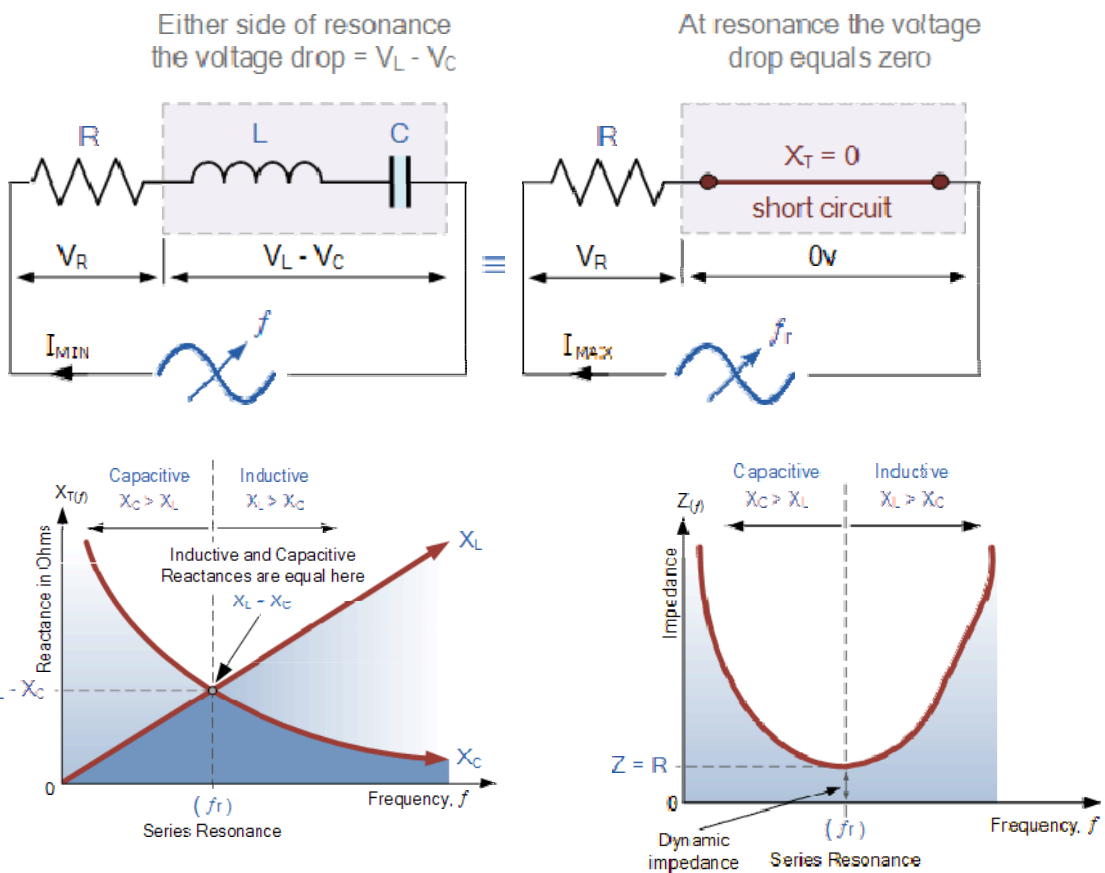 Either side of resonance
the voltage drop = VL - VC
At resonance the voltage
drop equals zero
R
L
C
VR
VL - VC
IMIN
f
≡
R
XT = 0
short circuit
VR
0v
IMAX
fr
Capacitive
XC > XL
Inductive
XL > XC
XT(f)
Reactance in Ohms
Inductive and Capacitive
Reactances are equal here
XL - XC
XL
L - XC
XC
0
Frequency, f
(fr)
Series Resonance
Capacitive
XC > XL
Inductive
XL > XC
Z(f)
Impedance
Z = R
0
(fr)
Frequency, f
Dynamic
impedance
Series Resonance